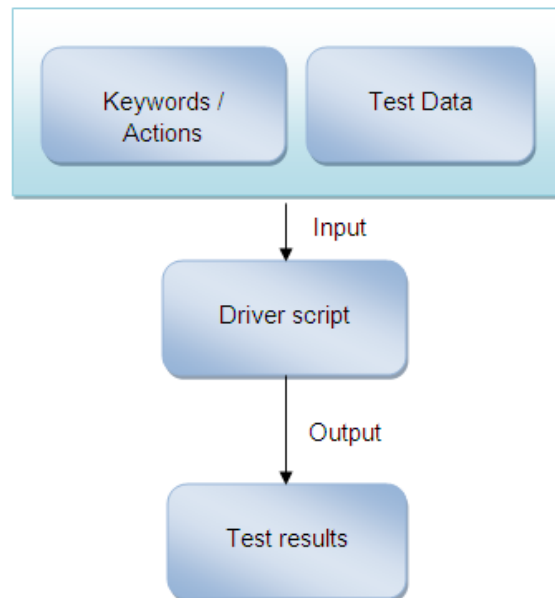 Keywords /
Actions
Test Data
Input
Driver script
Output
Test results